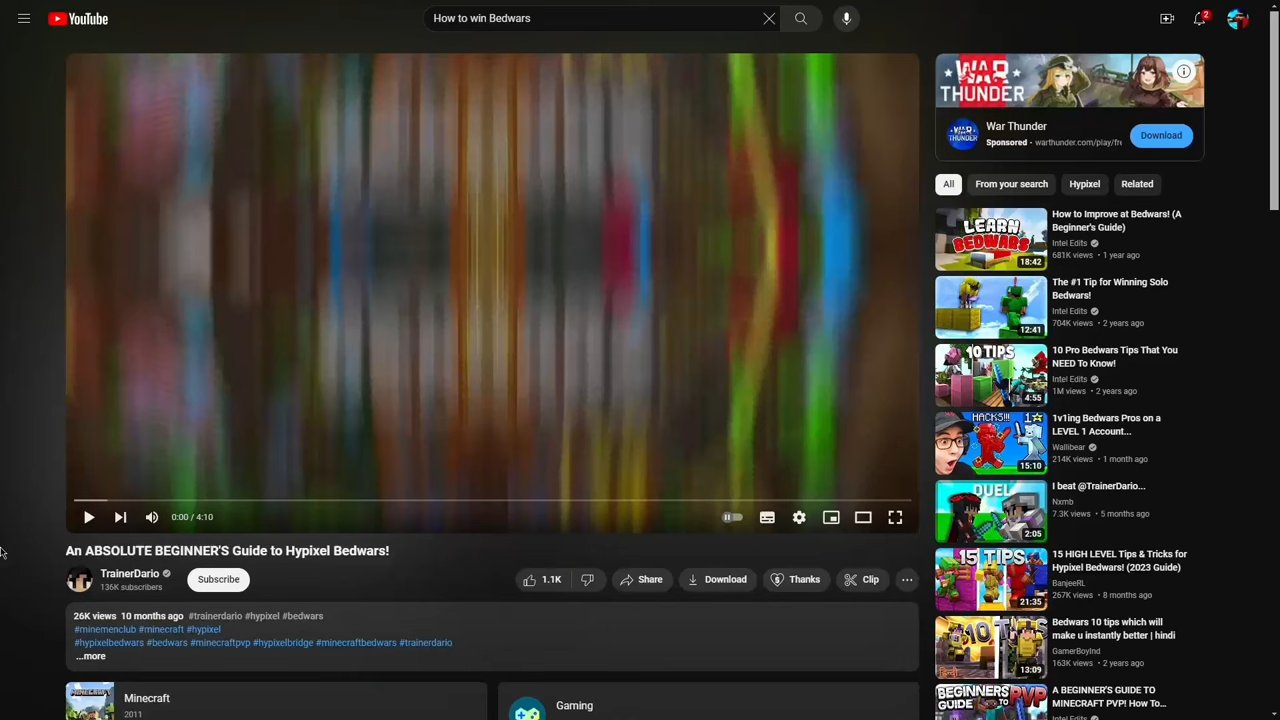 YouTube
How to win Bedwars
2
WAR
THUNDER
War Thunder
Sponsored • warthunder.com/play/fre
Download
All
From your search
Hypixel
Related
LEARN
BEDWARS
18:42
How to Improve at Bedwars! (A
Beginner's Guide)
Intel Edits
681K views • 1 year ago
12:41
The #1 Tip for Winning Solo
Bedwars!
Intel Edits
704K views • 2 years ago
10 TIPS
4:55
10 Pro Bedwars Tips That You
NEED To Know!
Intel Edits
1M views • 2 years ago
HACKS!!!
1
15:10
1v1ing Bedwars Pros on a
LEVEL 1 Account...
Wallibear
214K views • 1 month ago
DUEL
2:05
I beat @TrainerDario...
Nxmb
7.3K views • 5 months ago
15 TIPS
21:35
15 HIGH LEVEL Tips & Tricks for
Hypixel Bedwars! (2023 Guide)
BanjeeRL
267K views • 8 months ago
10 TIPS
13:09
Bedwars 10 tips which will
make u instantly better | hindi
GamerBoyInd
163K views • 2 years ago
BEGINNERS
GUIDE TO PVP
A BEGINNER'S GUIDE TO
MINECRAFT PVP! How To...
Intel Edits
0:00 / 4:10
An ABSOLUTE BEGINNER'S Guide to Hypixel Bedwars!
TrainerDario
136K subscribers
Subscribe
1.1K
Share
Download
Thanks
Clip
26K views 10 months ago #trainerdario #hypixel #bedwars
#minemenclub #minecraft #hypixel
#hypixelbedwars #bedwars #minecraftpvp #hypixelbridge #minecraftbedwars #trainerdario
...more
MINECRAFT
Minecraft
2011
Gaming